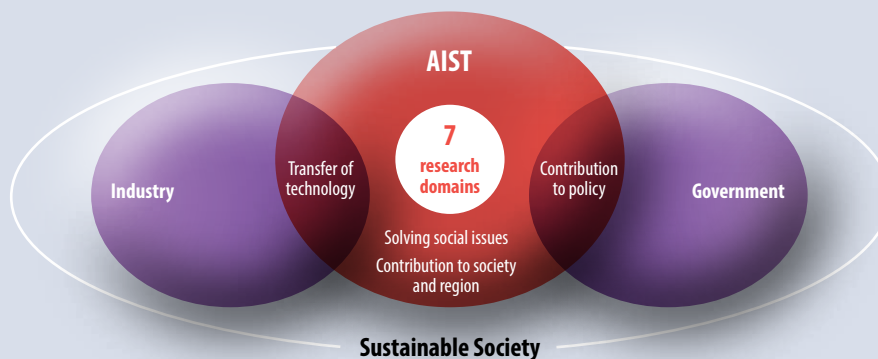 AIST
7
research
domains
Industry
Transfer of
technology
Contribution
to policy
Government
Solving social issues
Contribution to society
and region
Sustainable Society